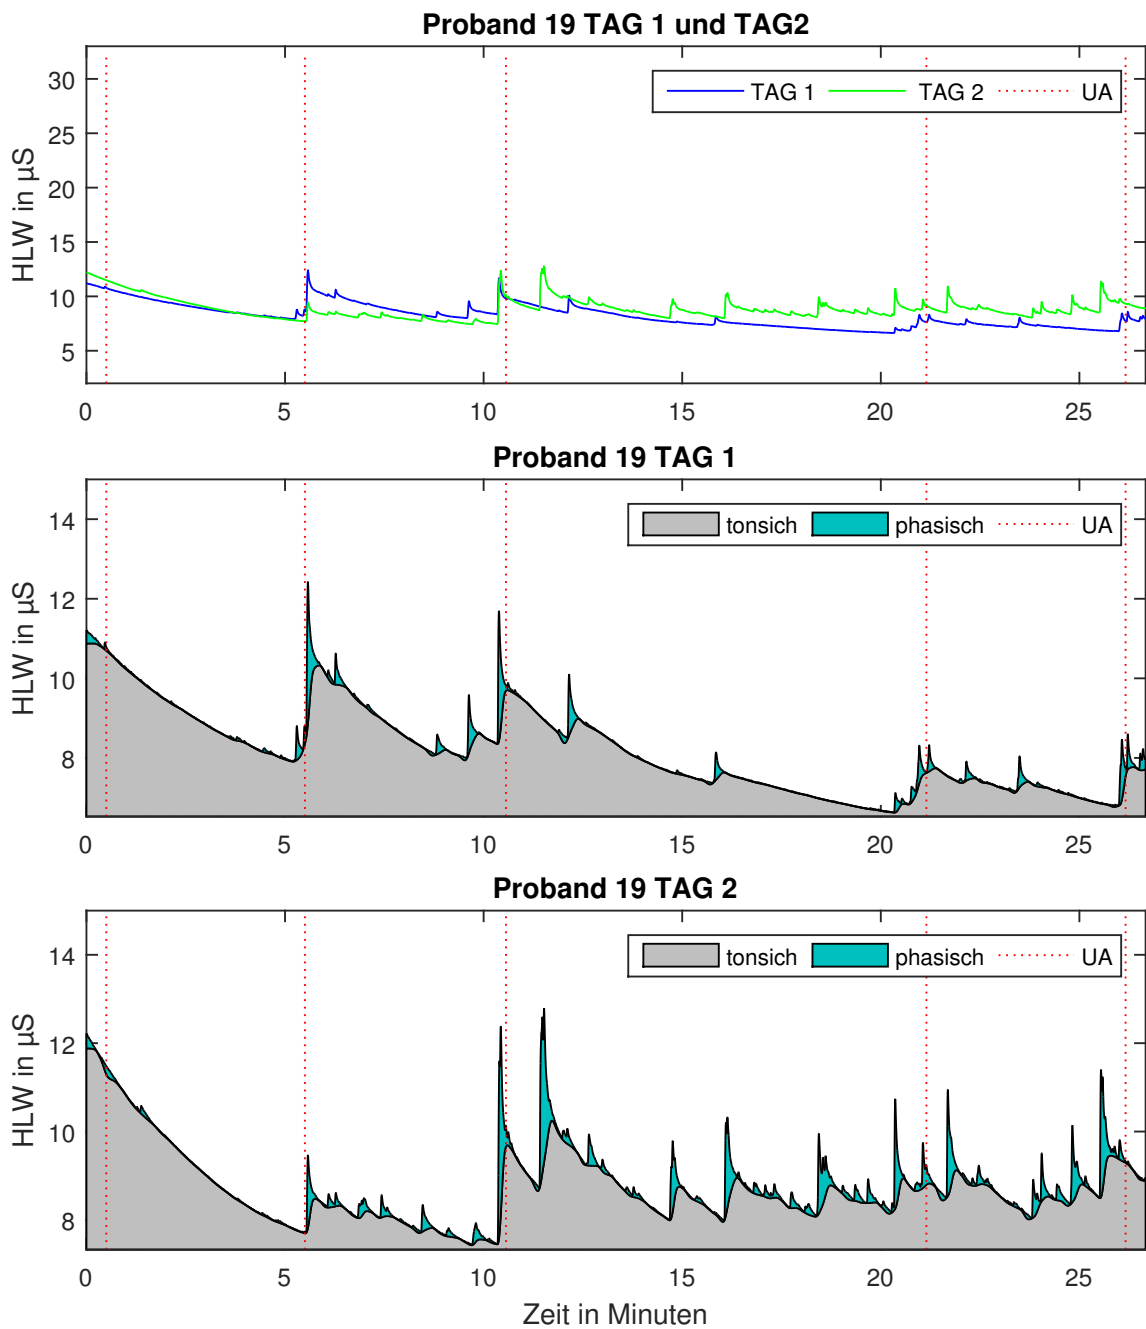 Proband 19 TAG 1 und TAG2
HLW in µS
30
25
20
15
10
5
TAG 1 TAG 2 UA
0 5 10 15 20 25
Proband 19 TAG 1
HLW in µS
14
12
10
8
tonsich phasisch UA
0 5 10 15 20 25
Proband 19 TAG 2
HLW in µS
14
12
10
8
tonsich phasisch UA
0 5 10 15 20 25
Zeit in Minuten